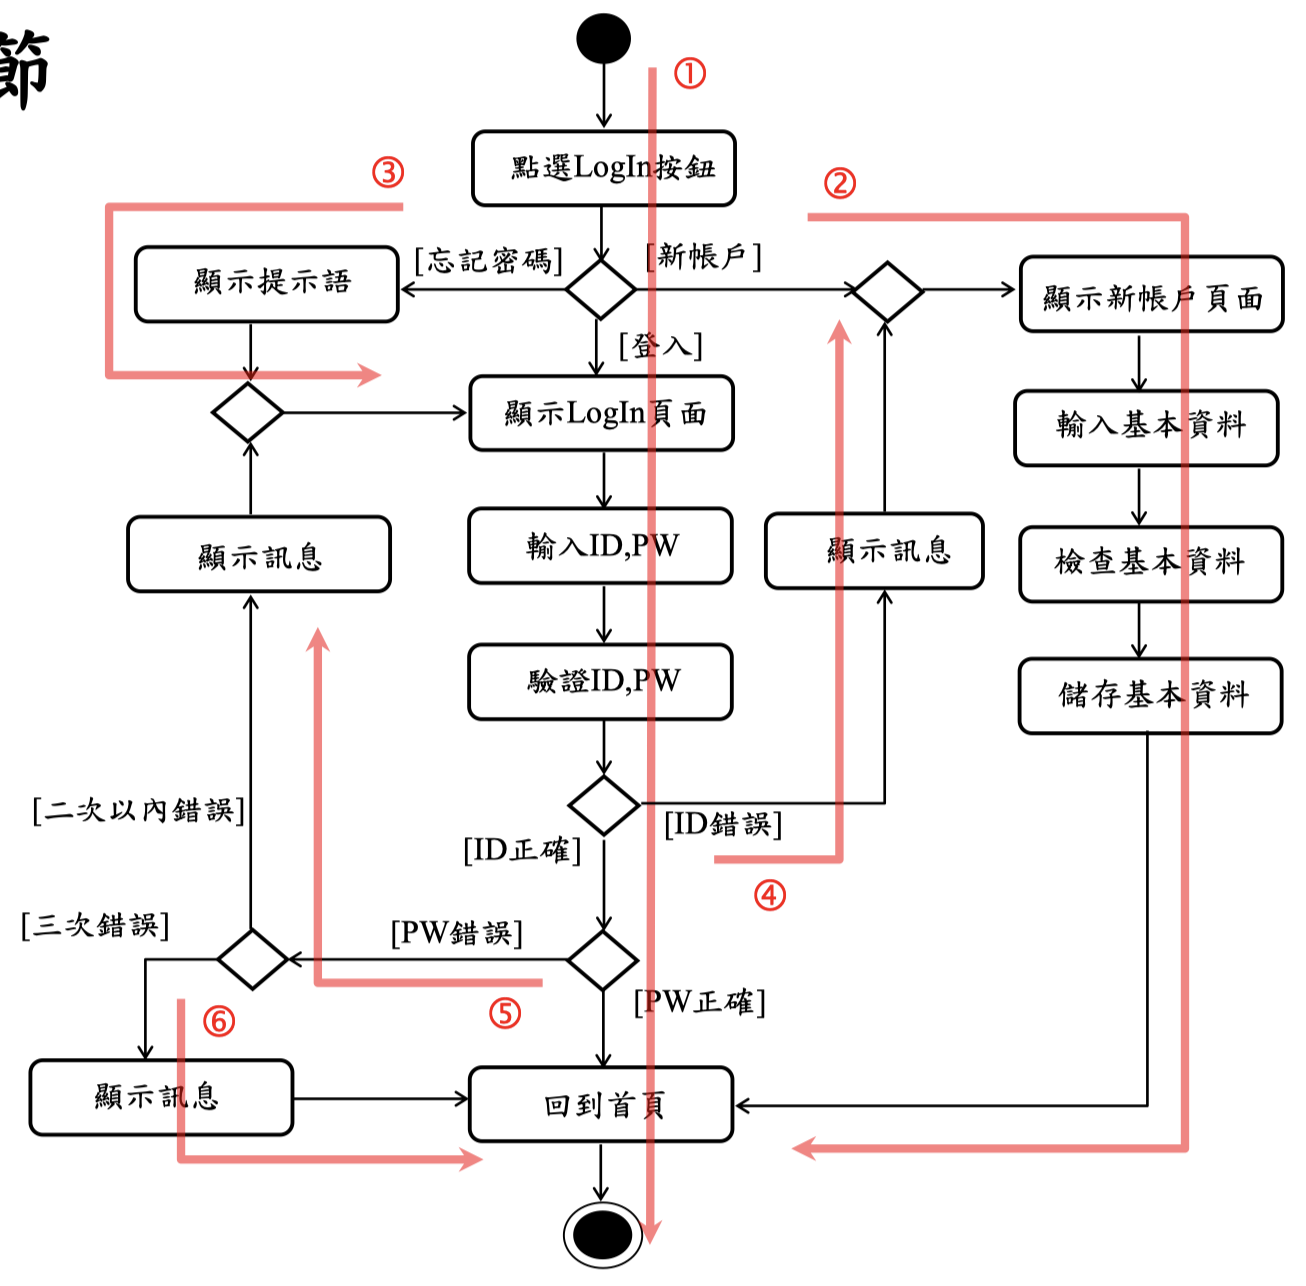 節
①
點選LogIn按鈕
③
②
[忘記密碼]
[新帳戶]
顯示提示語
顯示新帳戶頁面
[登入]
顯示LogIn頁面
輸入基本資料
顯示訊息
輸入ID,PW
顯示訊息
檢查基本資料
驗證ID,PW
儲存基本資料
[二次以內錯誤]
[ID錯誤]
[ID正確]
④
[三次錯誤]
[PW錯誤]
[PW正確]
⑤
⑥
顯示訊息
回到首頁